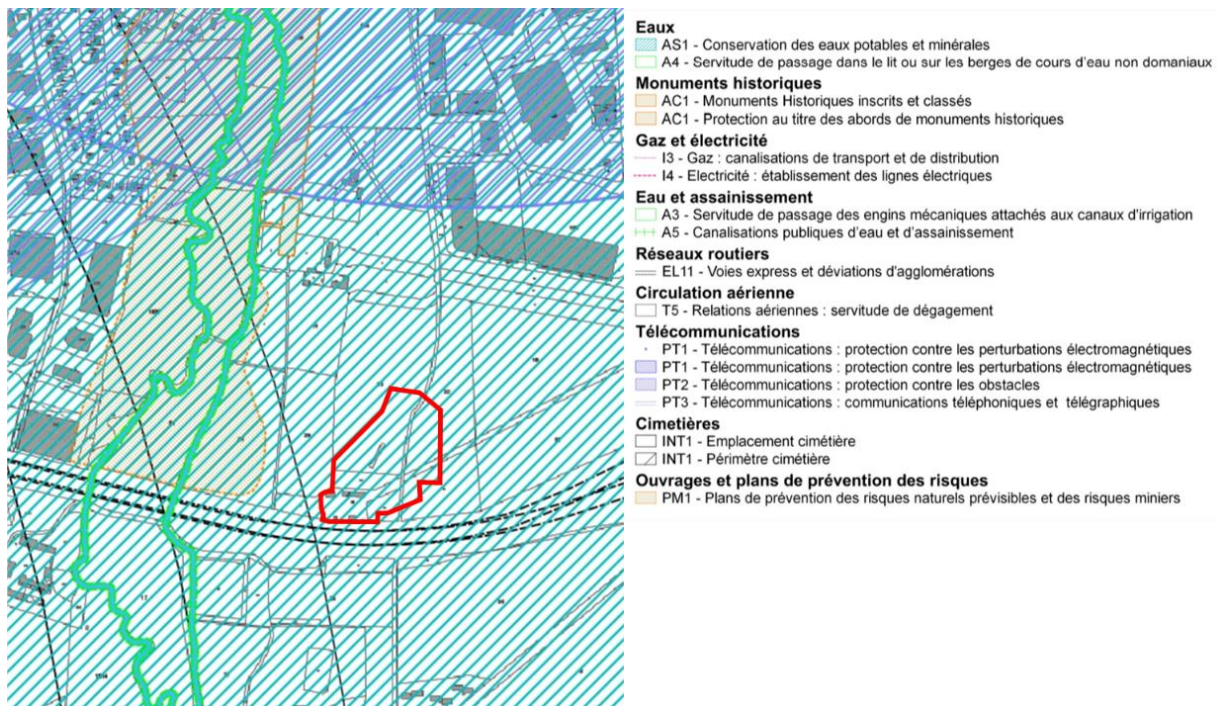 Eaux
AS1 - Conservation des eaux potables et minérales
A4 - Servitude de passage dans le lit ou sur les berges de cours d'eau non domaniaux
Monuments historiques
AC1 - Monuments Historiques inscrits et classés
AC1 - Protection au titre des abords de monuments historiques
Gaz et électricité
I3 - Gaz : canalisations de transport et de distribution
I4 - Electricité : établissement des lignes électriques
Eau et assainissement
A3 - Servitude de passage des engins mécaniques attachés aux canaux d'irrigation
A5 - Canalisations publiques d'eau et d'assainissement
Réseaux routiers
EL11 - Voies express et déviations d'agglomérations
Circulation aérienne
T5 - Relations aériennes : servitude de dégagement
Télécommunications
PT1 - Télécommunications : protection contre les perturbations électromagnétiques
PT1 - Télécommunications : protection contre les perturbations électromagnétiques
PT2 - Télécommunications : protection contre les obstacles
PT3 - Télécommunications : communications téléphoniques et télégraphiques
Cimetières
INT1 - Emplacement cimétière
INT1 - Périmètre cimétière
Ouvrages et plans de prévention des risques
PM1 - Plans de prévention des risques naturels prévisibles et des risques miniers